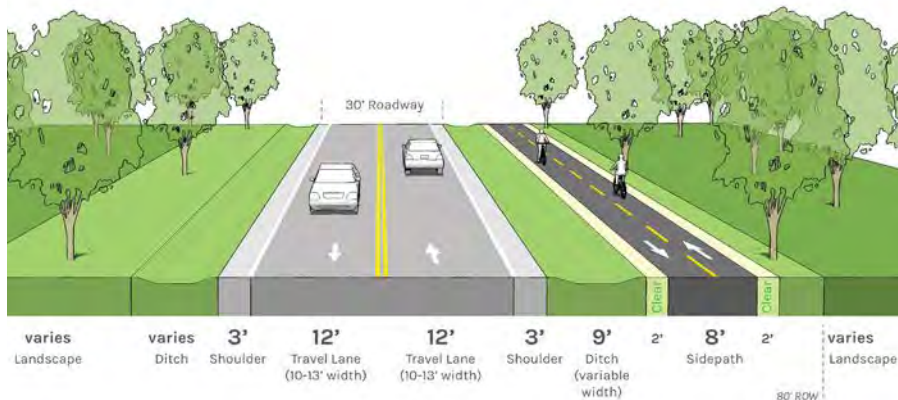 30' Roadway
Clear
Clear
varies
Landscape
varies
Ditch
3'
Shoulder
12'
Travel Lane
(10-13' width)
12'
Travel Lane
(10-13' width)
3'
Shoulder
9'
Ditch
(variable
width)
2'
8'
Sidepath
2'
varies
Landscape
80' ROW